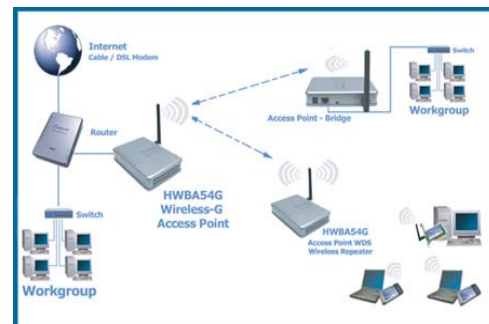 Internet
Cable / DSL Modem
Router
HWBA54G
Wireless-G
Access Point
Switch
Workgroup
Access Point - Bridge
Switch
Workgroup
HWBA54G
Access Point WDS
Wireless Repeater